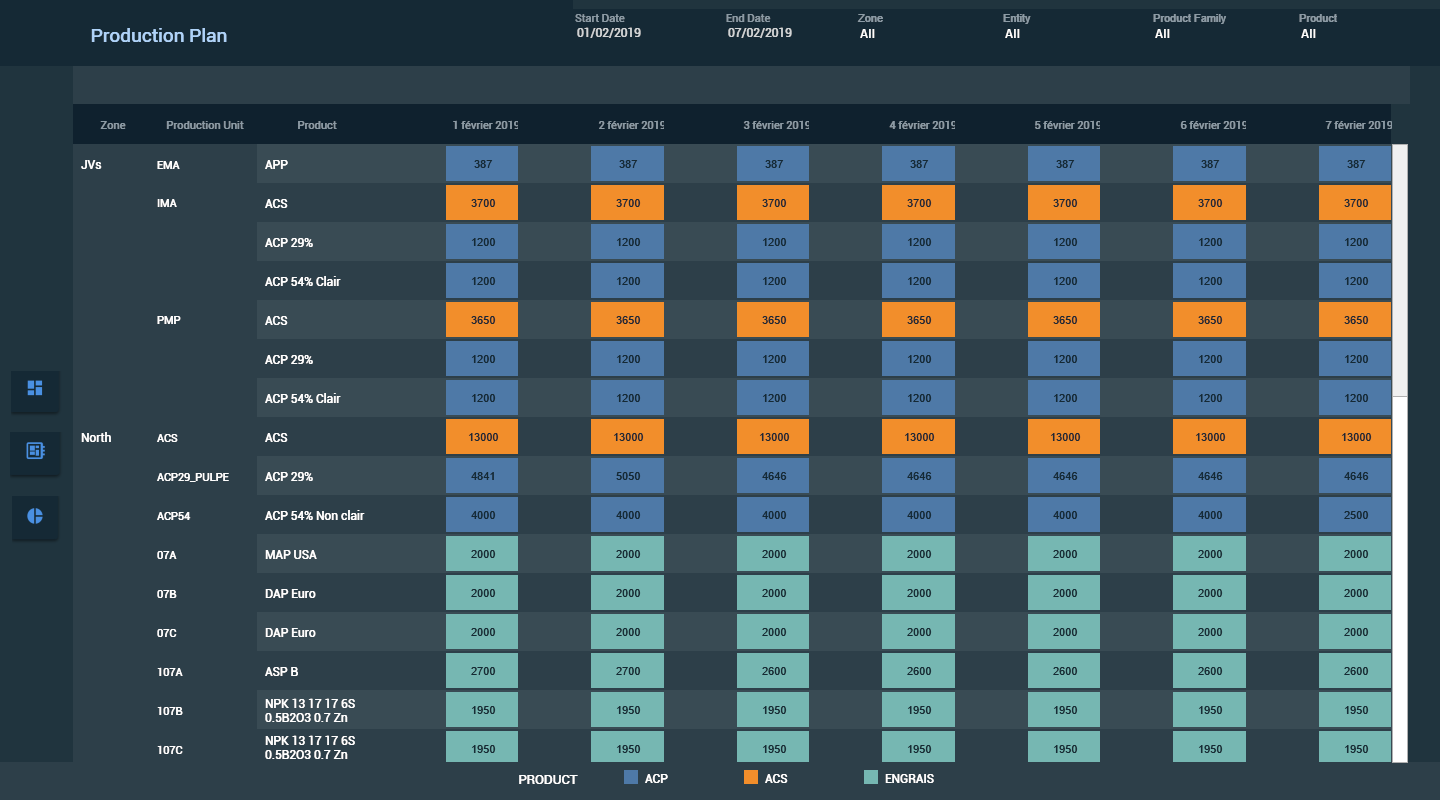 Production Plan
Start Date End Date Zone Entity Product Family Product
01/02/2019 07/02/2019 All All All All
Zone Production Unit Product 1 février 2019 2 février 2019 3 février 2019 4 février 2019 5 février 2019 6 février 2019 7 février 2019
JVs EMA APP 387 387 387 387 387 387 387
IMA ACS 3700 3700 3700 3700 3700 3700 3700
ACP 29% 1200 1200 1200 1200 1200 1200 1200
ACP 54% Clair 1200 1200 1200 1200 1200 1200 1200
PMP ACS 3650 3650 3650 3650 3650 3650 3650
ACP 29% 1200 1200 1200 1200 1200 1200 1200
ACP 54% Clair 1200 1200 1200 1200 1200 1200 1200
North ACS ACS 13000 13000 13000 13000 13000 13000 13000
ACP29_PULPE ACP 29% 4841 5050 4646 4646 4646 4646 4646
ACP54 ACP 54% Non clair 4000 4000 4000 4000 4000 4000 2500
07A MAP USA 2000 2000 2000 2000 2000 2000 2000
07B DAP Euro 2000 2000 2000 2000 2000 2000 2000
07C DAP Euro 2000 2000 2000 2000 2000 2000 2000
107A ASP B 2700 2700 2600 2600 2600 2600 2600
107B NPK 13 17 17 6S 1950 1950 1950 1950 1950 1950 1950
0.5B2O3 0.7 Zn
107C NPK 13 17 17 6S 1950 1950 1950 1950 1950 1950 1950
0.5B2O3 0.7 Zn
PRODUCT ACP ACS ENGRAIS